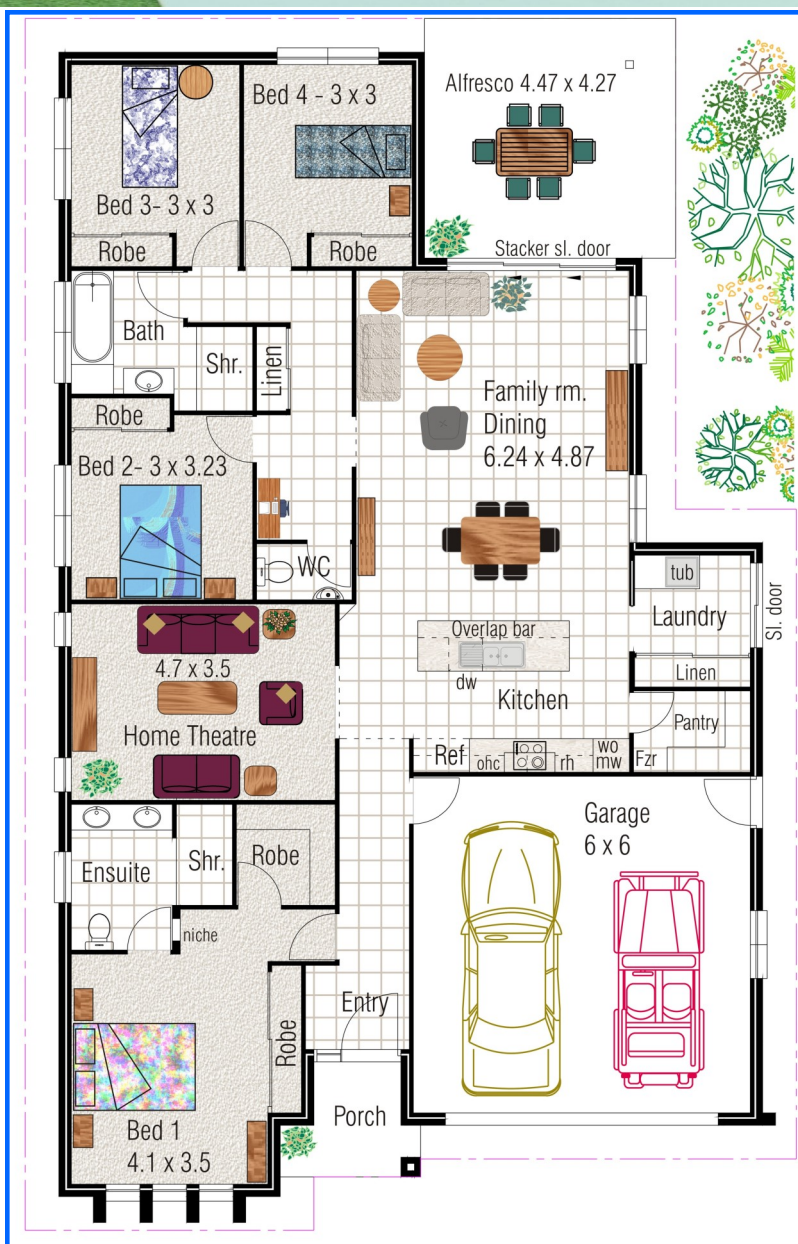 Bed 4 - 3 x 3
Alfresco 4.47 x 4.27
Bed 3- 3 x 3
Robe
Robe
Stacker sl. door
Bath
Shr.
Linen
Robe
Family rm.
Dining
6.24 x 4.87
Bed 2- 3 x 3.23
WC
tub
Laundry
Sl. door
Linen
Overlap bar
dw
Kitchen
4.7 x 3.5
Home Theatre
Pantry
Ref
ohc
rh
wo
mw
Fzr
Garage
6 x 6
Ensuite
Shr.
Robe
niche
Entry
Robe
Porch
Bed 1
4.1 x 3.5